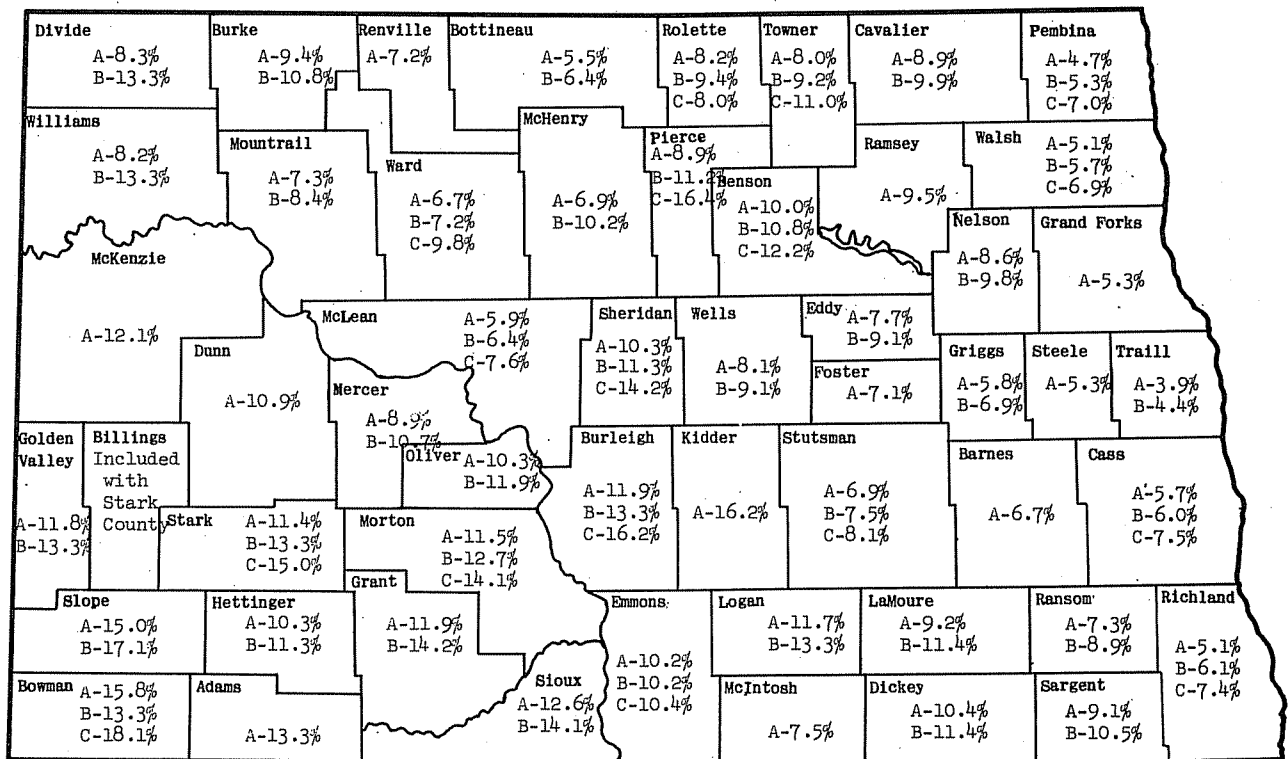 Divide
A-8.3%
B-13.3%
Burke
A-9.4%
B-10.8%
Renville
A-7.2%
Bottineau
A-5.5%
B-6.4%
Rolette
A-8.2%
B-9.4%
C-8.0%
Towner
A-8.0%
B-9.2%
C-11.0%
Cavalier
A-8.9%
B-9.9%
Pembina
A-4.7%
B-5.3%
C-7.0%
Williams
A-8.2%
B-13.3%
Mountrail
A-7.3%
B-8.4%
Ward
A-6.7%
B-7.2%
C-9.8%
McHenry
A-6.9%
B-10.2%
Pierce
A-8.9%
B-11.2%
C-16.4%
Benson
A-10.0%
B-10.8%
C-12.2%
Ramsey
A-9.5%
Walsh
A-5.1%
B-5.7%
C-6.9%
Nelson
A-8.6%
B-9.8%
Grand Forks
A-5.3%
McKenzie
A-12.1%
Dunn
A-10.9%
McLean
A-5.9%
B-6.4%
C-7.6%
Mercer
A-8.9%
B-10.7%
Oliver
A-10.3%
B-11.9%
Sheridan
A-10.3%
B-11.3%
C-14.2%
Wells
A-8.1%
B-9.1%
Eddy
A-7.7%
B-9.1%
Foster
A-7.1%
Griggs
A-5.8%
B-6.9%
Steele
A-5.3%
Traill
A-3.9%
B-4.4%
Golden
Valley
A-11.8%
B-13.3%
Billings
Included
with
Stark
County
Stark
A-11.4%
B-13.3%
C-15.0%
Morton
A-11.5%
B-12.7%
C-14.1%
Burleigh
A-11.9%
B-13.3%
C-16.2%
Kidder
A-16.2%
Stutsman
A-6.9%
B-7.5%
C-8.1%
Barnes
A-6.7%
Cass
A-5.7%
B-6.0%
C-7.5%
Slope
A-15.0%
B-17.1%
Hettinger
A-10.3%
B-11.3%
Grant
A-11.9%
B-14.2%
Emmons
A-10.2%
B-10.2%
C-10.4%
Logan
A-11.7%
B-13.3%
LaMoure
A-9.2%
B-11.4%
Ransom
A-7.3%
B-8.9%
Richland
A-5.1%
B-6.1%
C-7.4%
Bowman
A-15.8%
B-13.3%
C-18.1%
Adams
A-13.3%
Sioux
A-12.6%
B-14.1%
McIntosh
A-7.5%
Dickey
A-10.4%
B-11.4%
Sargent
A-9.1%
B-10.5%